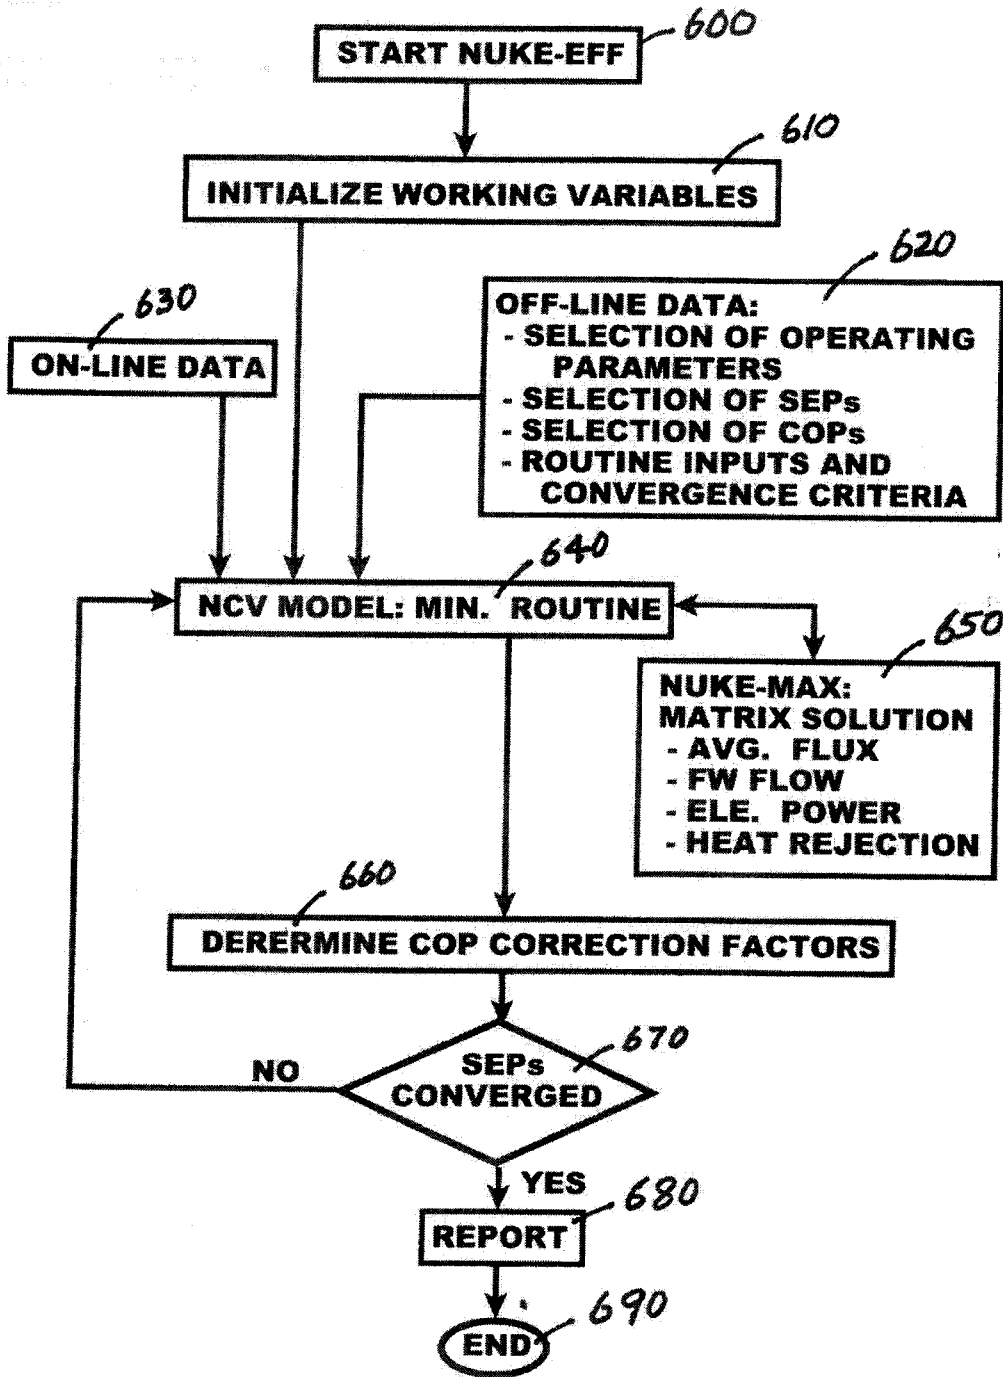 600
START NUKE-EFF
610
INITIALIZE WORKING VARIABLES
620
OFF-LINE DATA:
- SELECTION OF OPERATING
PARAMETERS
- SELECTION OF SEPs
- SELECTION OF COPs
- ROUTINE INPUTS AND
CONVERGENCE CRITERIA
630
ON-LINE DATA
640
NCV MODEL: MIN. ROUTINE
650
NUKE-MAX:
MATRIX SOLUTION
- AVG. FLUX
- FW FLOW
- ELE. POWER
- HEAT REJECTION
660
DERERMINE COP CORRECTION FACTORS
670
SEPs
CONVERGED
NO
YES
680
REPORT
690
END